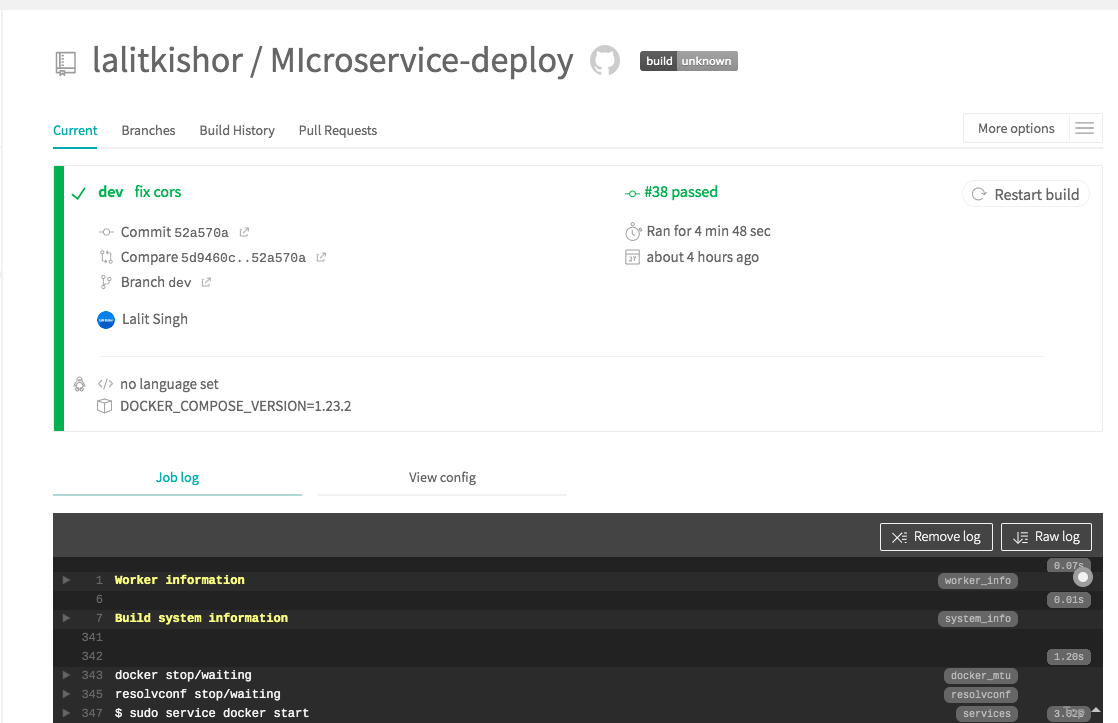 lalitkishor / MIcroservice-deploy
build unknown
Current Branches Build History Pull Requests
More options
dev fix cors
#38 passed
Restart build
Commit 52a570a
Ran for 4 min 48 sec
Compare 5d9460c..52a570a
about 4 hours ago
Branch dev
Lalit Singh
no language set
DOCKER_COMPOSE_VERSION=1.23.2
Job log View config
Remove log Raw log
0.07s
1 Worker information worker_info
6 0.01s
7 Build system information system_info
341
342 1.20s
343 docker stop/waiting docker_mtu
345 resolvconf stop/waiting resolvconf
347 $ sudo service docker start services